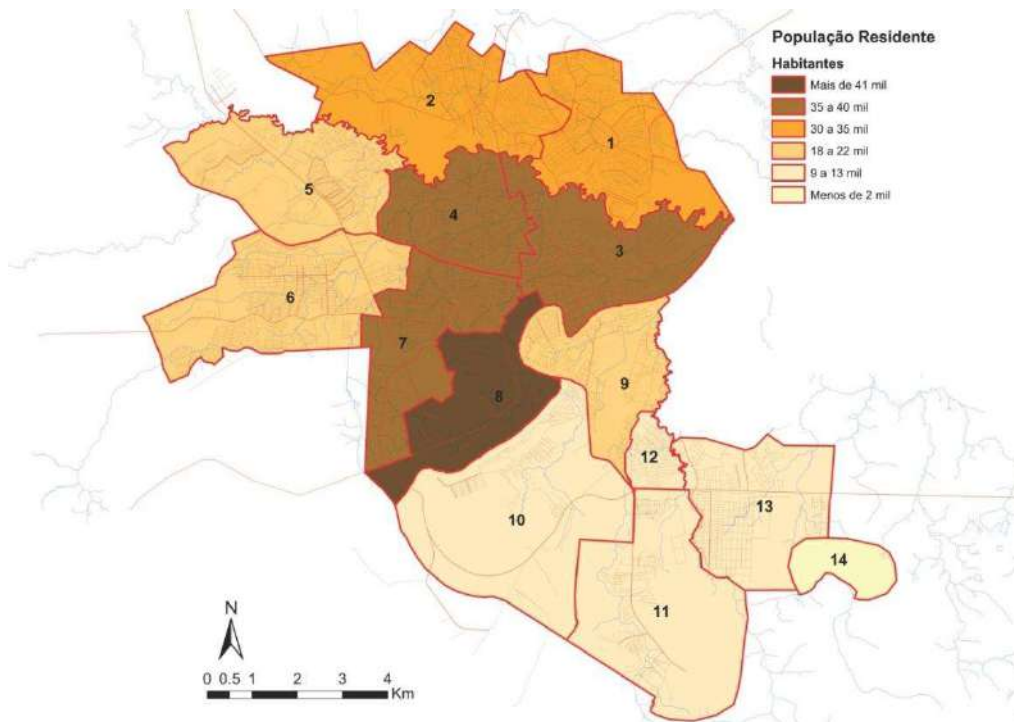 População Residente
Habitantes
Mais de 41 mil
35 a 40 mil
30 a 35 mil
18 a 22 mil
9 a 13 mil
Menos de 2 mil
2
1
5
4
3
6
7
9
8
12
13
10
14
11
N
0 0.5 1 2 3 4
Km